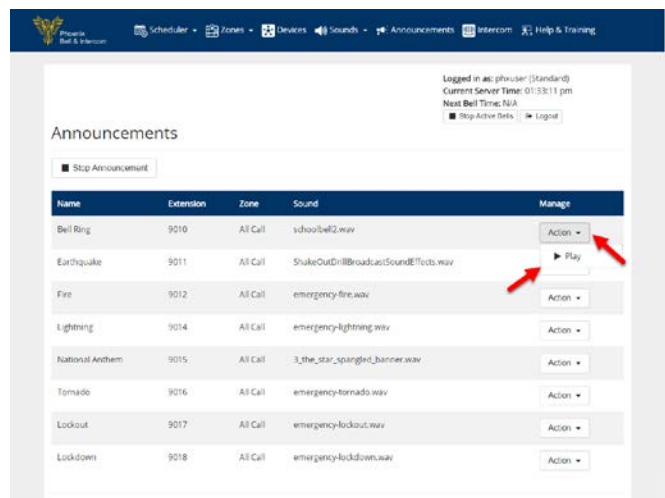 Phoenix
Bell & Intercom
Scheduler Zones Devices Sounds Announcements Intercom Help & Training
Logged in as: phxuser (Standard)
Current Server Time: 01:33:11 pm
Next Bell Time: N/A
Stop Active Bells Logout
Announcements
Stop Announcement
Name Extension Zone Sound Manage
Bell Ring 9010 All Call schoolbell2.wav Action
Play
Earthquake 9011 All Call ShakeOutDrillBroadcastSoundEffects.wav
Fire 9012 All Call emergency-fire.wav Action
Lightning 9014 All Call emergency-lightning.wav Action
National Anthem 9015 All Call 3_the_star_spangled_banner.wav Action
Tornado 9016 All Call emergency-tornado.wav Action
Lockout 9017 All Call emergency-lockout.wav Action
Lockdown 9018 All Call emergency-lockdown.wav Action